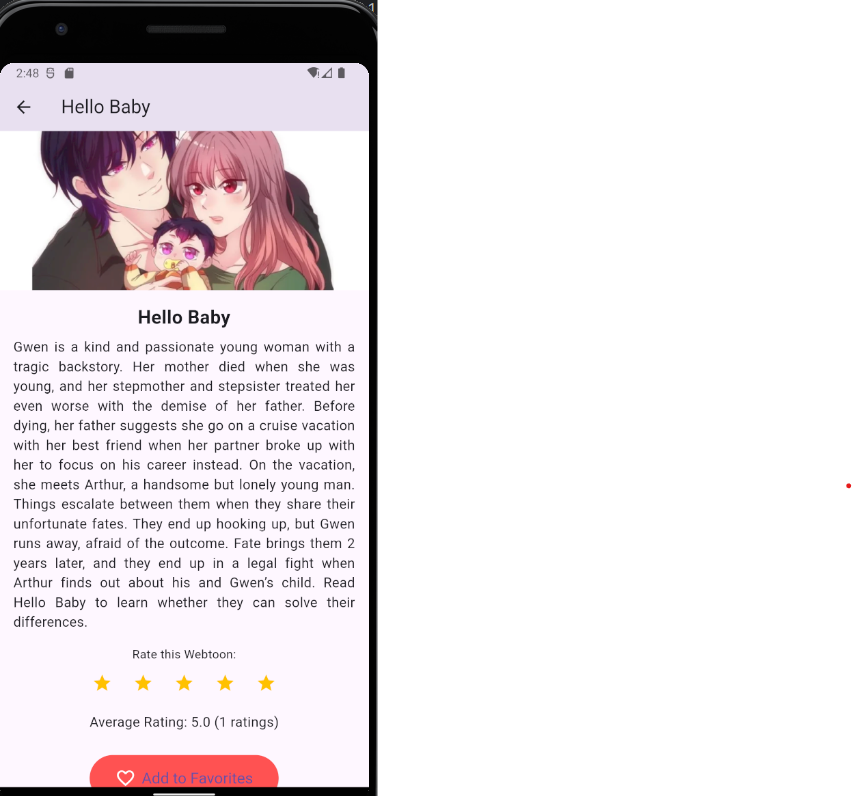 1
2:48
Hello Baby
Hello Baby
Gwen is a kind and passionate young woman with a
tragic backstory. Her mother died when she was
young, and her stepmother and stepsister treated her
even worse with the demise of her father. Before
dying, her father suggests she go on a cruise vacation
with her best friend when her partner broke up with
her to focus on his career instead. On the vacation,
she meets Arthur, a handsome but lonely young man.
Things escalate between them when they share their
unfortunate fates. They end up hooking up, but Gwen
runs away, afraid of the outcome. Fate brings them 2
years later, and they end up in a legal fight when
Arthur finds out about his and Gwen’s child. Read
Hello Baby to learn whether they can solve their
differences.
Rate this Webtoon:
Average Rating: 5.0 (1 ratings)
Add to Favorites